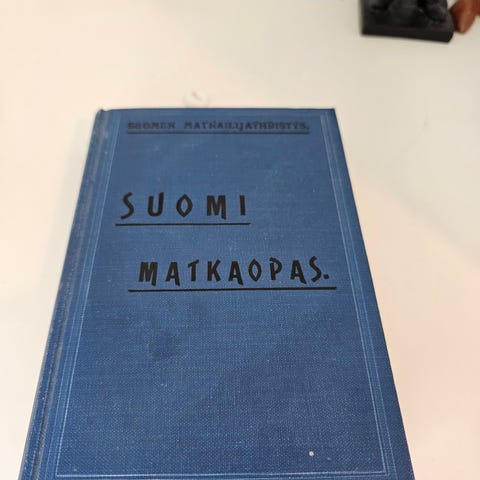 SUOMEN MATKAILIJAYHDISTYS.
SUOMI
MATKAOPAS.